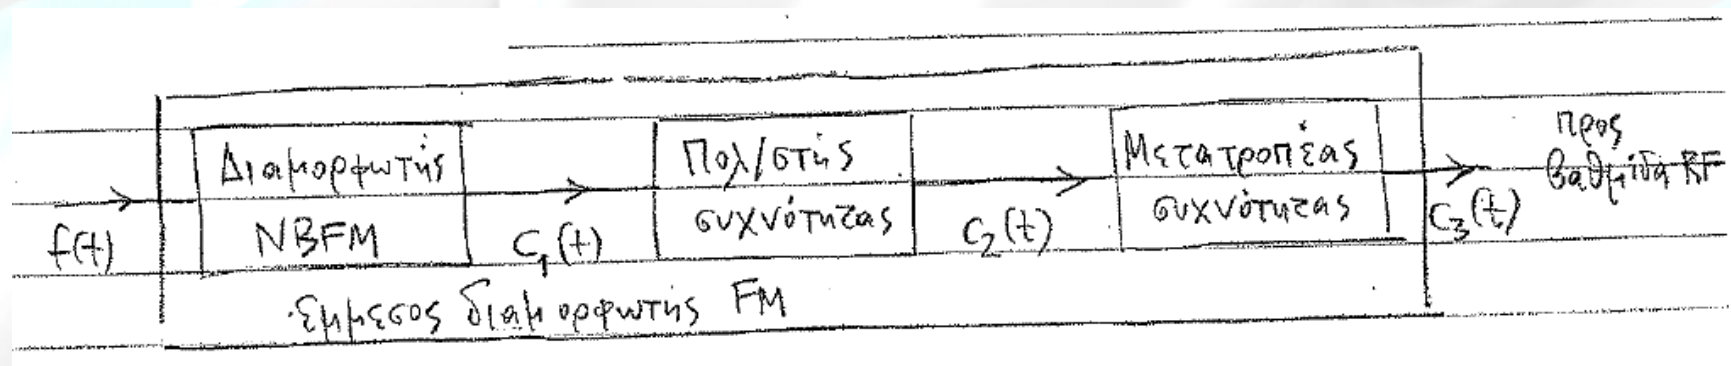 Διαμορφωτής
NBFM
Πολ/στής
συχνότητας
Μετατροπέας
συχνότητας
προς
βαθμίδα RF
f(t)
C₁(t)
C₂(t)
C₃(t)
Έμμεσος διαμορφωτής FM